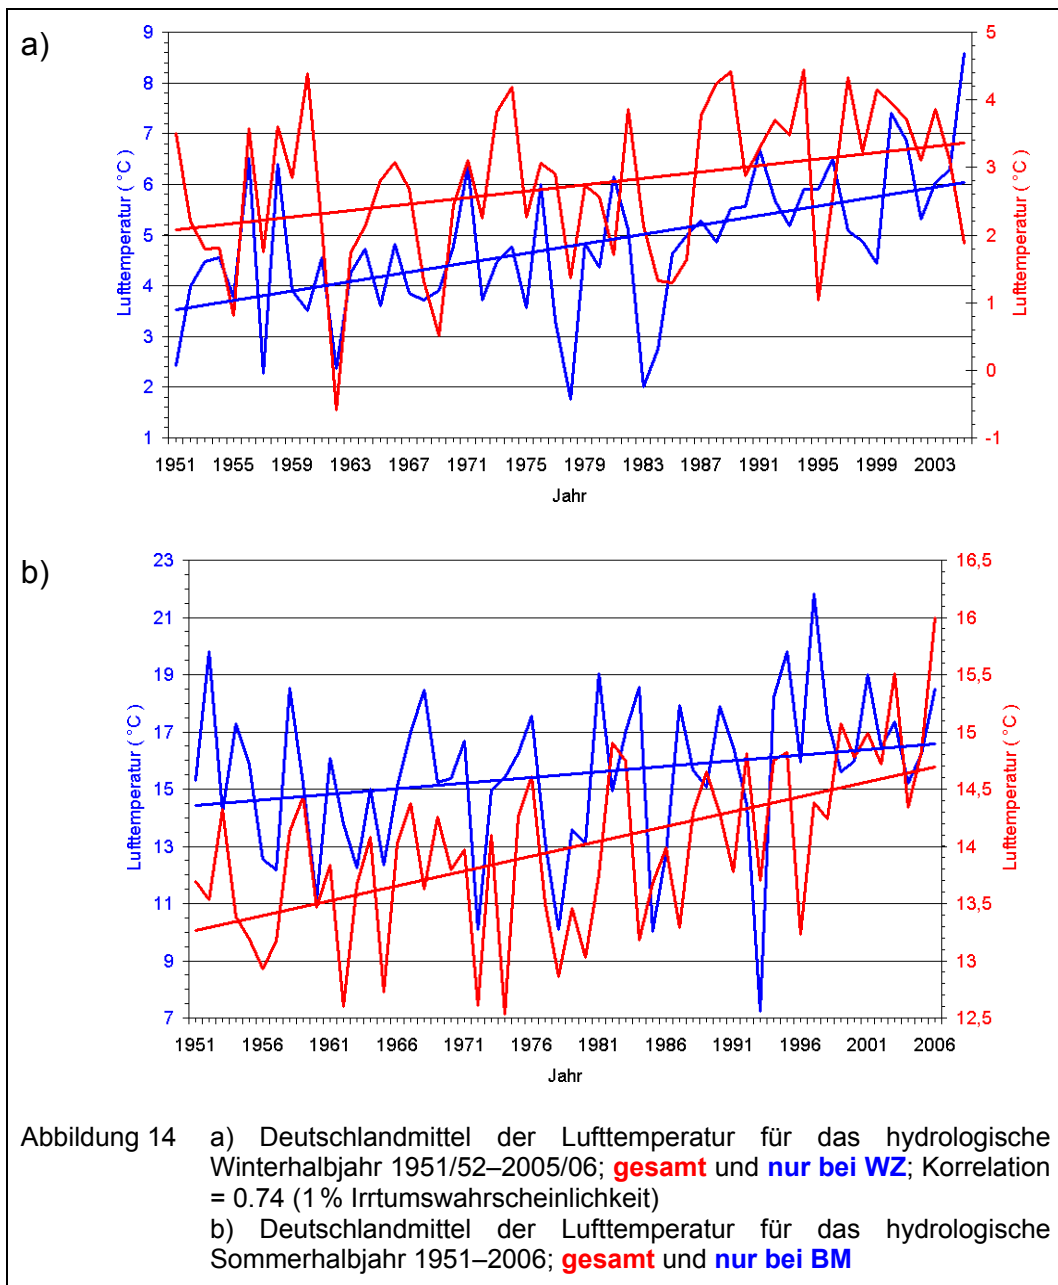 a)
9 5
8 4
7 3
6
5 2
4 1
3 0
2
1 -1
Lufttemperatur ( °C )
Lufttemperatur ( °C )
1951 1955 1959 1963 1967 1971 1975 1979 1983 1987 1991 1995 1999 2003
Jahr
b)
23 16,5
21 16
19 15,5
17 15
15 14,5
13 14
11 13,5
9 13
7 12,5
Lufttemperatur ( °C )
Lufttemperatur ( °C )
1951 1956 1961 1966 1971 1976 1981 1986 1991 1996 2001 2006
Jahr
Abbildung 14 a) Deutschlandmittel der Lufttemperatur für das hydrologische
Winterhalbjahr 1951/52–2005/06; gesamt und nur bei WZ; Korrelation
= 0.74 (1 % Irrtumswahrscheinlichkeit)
b) Deutschlandmittel der Lufttemperatur für das hydrologische
Sommerhalbjahr 1951–2006; gesamt und nur bei BM